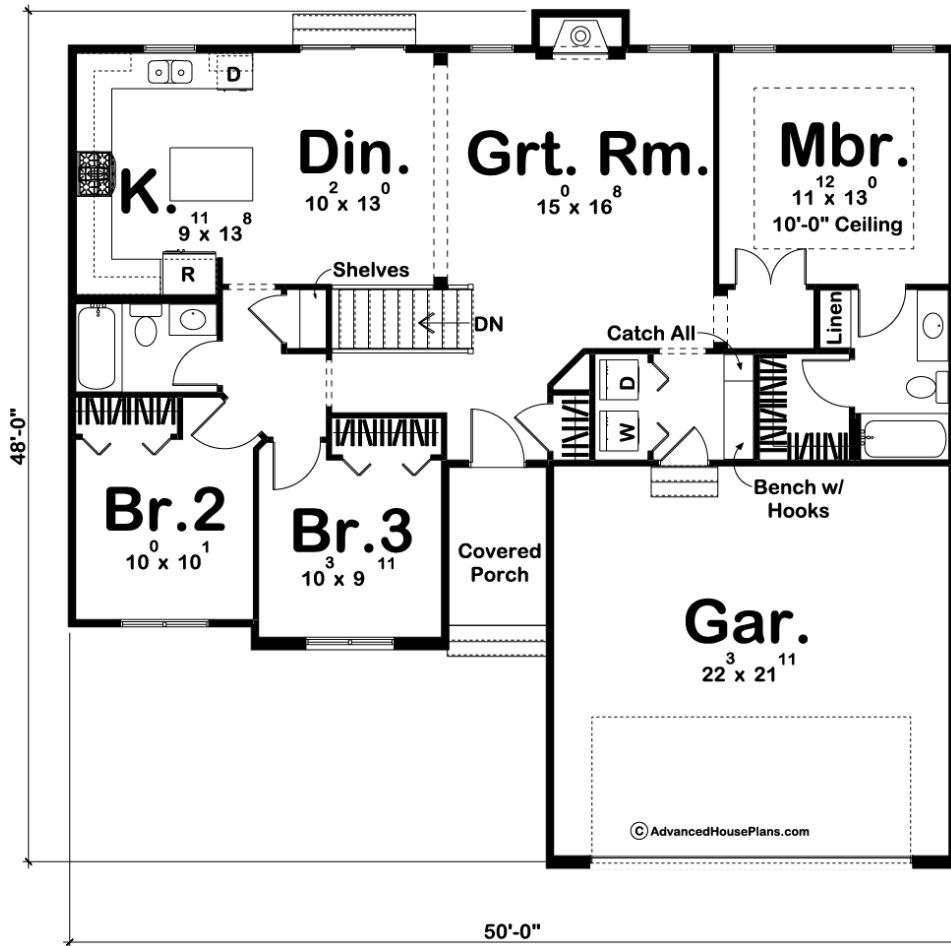 D
K.
9¹¹ x 13⁸
R
Din.
10² x 13⁰
Grt. Rm.
15⁰ x 16⁸
Mbr.
11¹² x 13⁰
10'-0" Ceiling
Shelves
DN
Catch All
Linen
D
W
Bench w/
Hooks
Br.2
10⁰ x 10¹
Br.3
10³ x 9¹¹
Covered
Porch
Gar.
22³ x 21¹¹
© AdvancedHousePlans.com
48'-0"
50'-0"